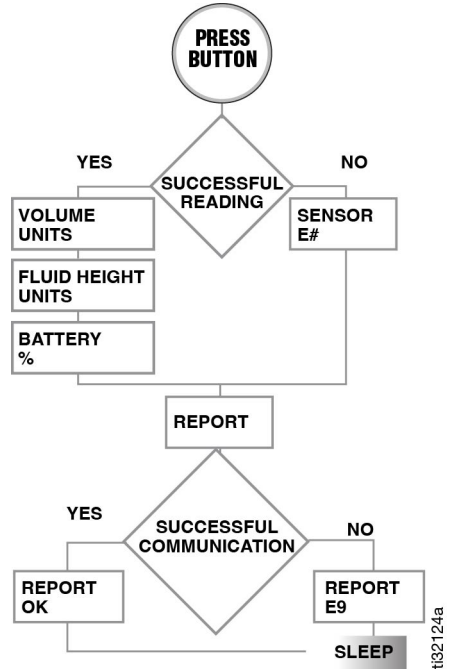 PRESS
BUTTON
YES
NO
SUCCESSFUL
READING
VOLUME
UNITS
SENSOR
E#
FLUID HEIGHT
UNITS
BATTERY
%
REPORT
YES
NO
SUCCESSFUL
COMMUNICATION
REPORT
OK
REPORT
E9
SLEEP
ti32124a